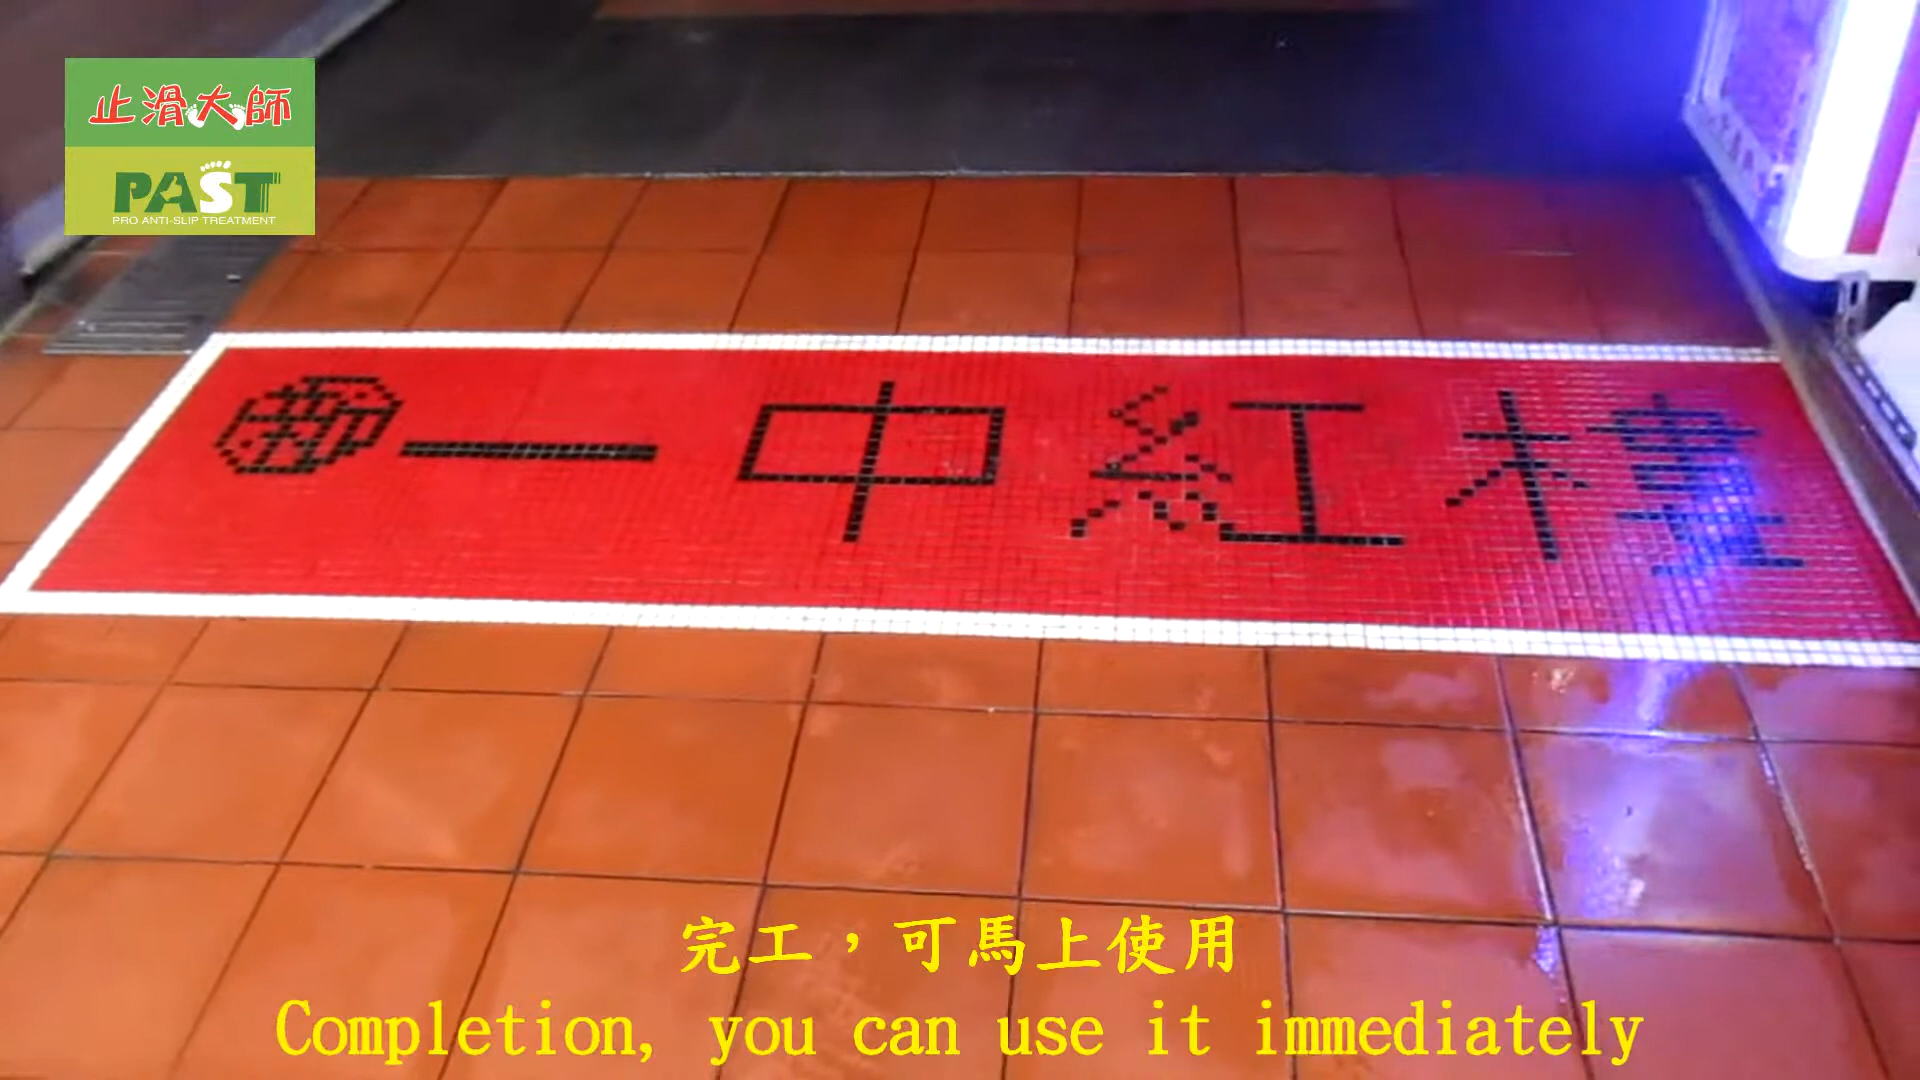 止滑大師
PAST
PRO ANTI-SLIP TREATMENT
一中紅樓
完工，可馬上使用
Completion, you can use it immediately